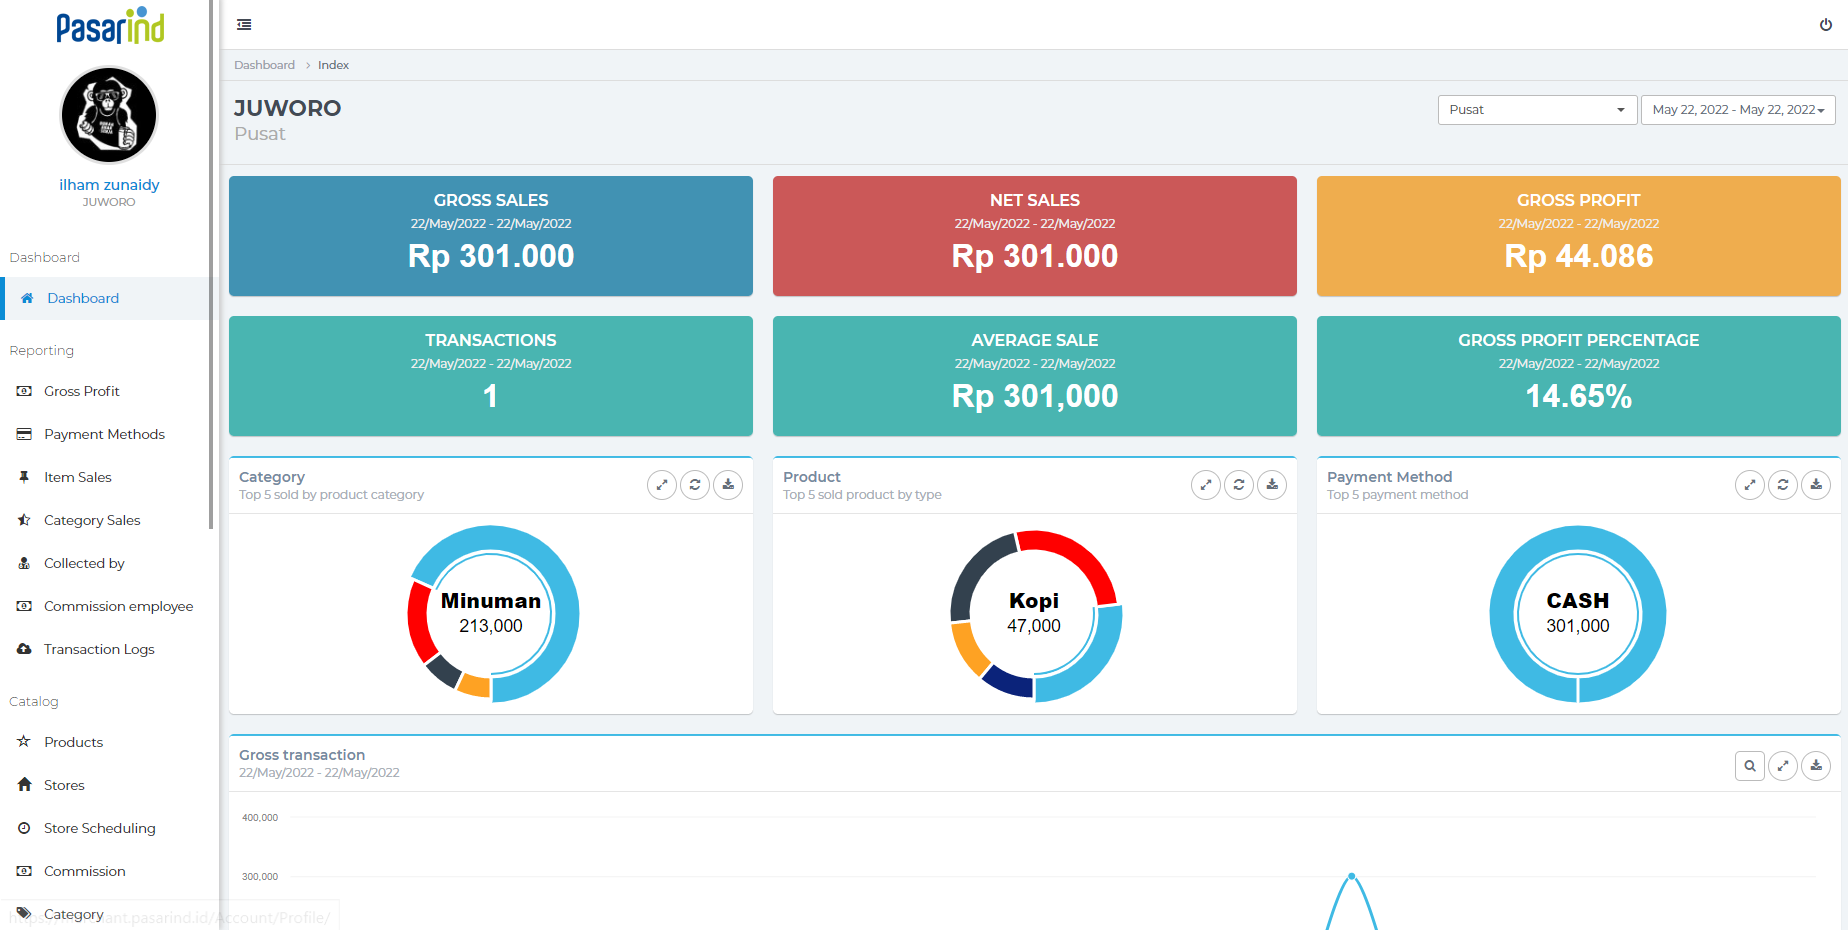 Pasarind
ilham zunaidy
JUWORO
Dashboard
Dashboard
Reporting
Gross Profit
Payment Methods
Item Sales
Category Sales
Collected by
Commission employee
Transaction Logs
Catalog
Products
Stores
Store Scheduling
Commission
Category
Dashboard > Index
JUWORO
Pusat
Pusat
May 22, 2022 - May 22, 2022
GROSS SALES
22/May/2022 - 22/May/2022
Rp 301.000
NET SALES
22/May/2022 - 22/May/2022
Rp 301.000
GROSS PROFIT
22/May/2022 - 22/May/2022
Rp 44.086
TRANSACTIONS
22/May/2022 - 22/May/2022
1
AVERAGE SALE
22/May/2022 - 22/May/2022
Rp 301,000
GROSS PROFIT PERCENTAGE
22/May/2022 - 22/May/2022
14.65%
Category
Top 5 sold by product category
Minuman
213,000
Product
Top 5 sold product by type
Kopi
47,000
Payment Method
Top 5 payment method
CASH
301,000
Gross transaction
22/May/2022 - 22/May/2022
400,000
300,000
ant.pasarind.id/Account/Profile/